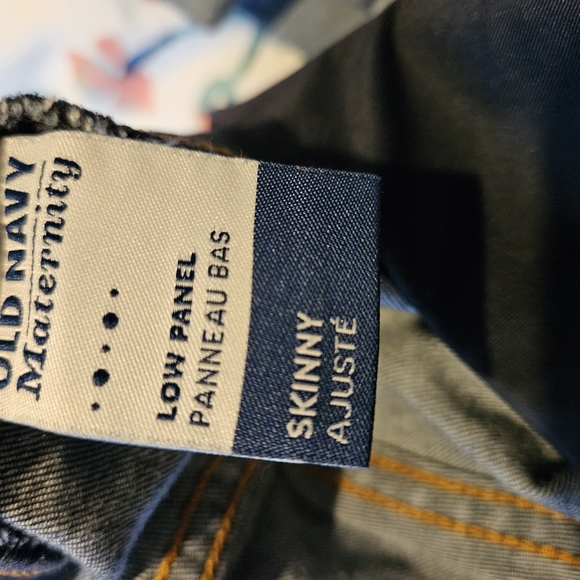 OLD NAVY
Maternity
LOW PANEL
PANNEAU BAS
SKINNY
AJUSTÉ